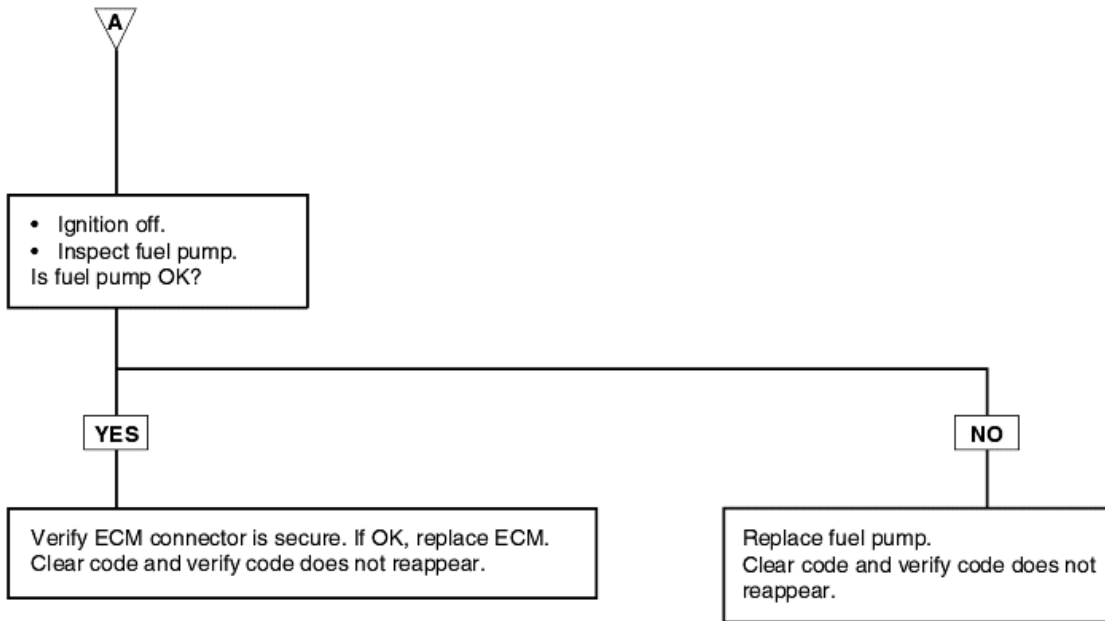 A
• Ignition off.
• Inspect fuel pump.
Is fuel pump OK?
YES
NO
Verify ECM connector is secure. If OK, replace ECM.
Clear code and verify code does not reappear.
Replace fuel pump.
Clear code and verify code does not
reappear.